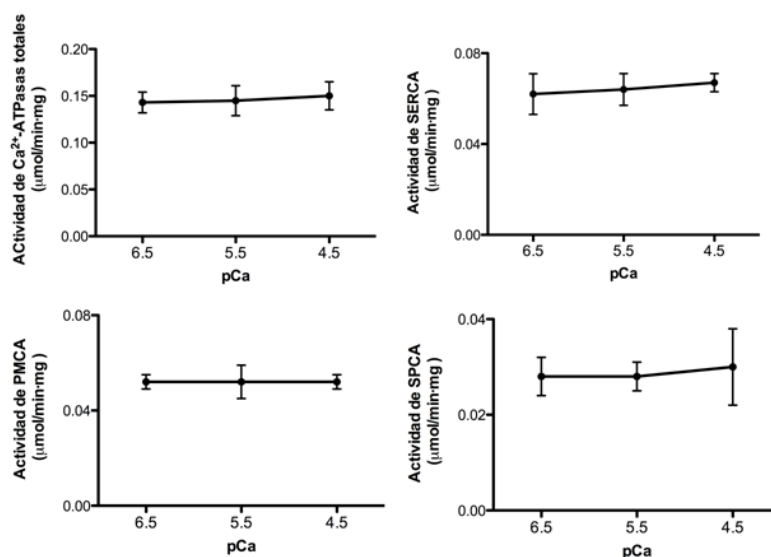 ACtividad de Ca²⁺-ATPasas totales
(μmol/min·mg )
0.20
0.15
0.10
0.05
0.00
6.5 5.5 4.5
pCa
Actividad de SERCA
(μmol/min·mg )
0.08
0.04
0.00
6.5 5.5 4.5
pCa
Actividad de PMCA
(μmol/min·mg )
0.08
0.04
0.00
6.5 5.5 4.5
pCa
Actividad de SPCA
(μmol/min·mg )
0.04
0.02
0.00
6.5 5.5 4.5
pCa